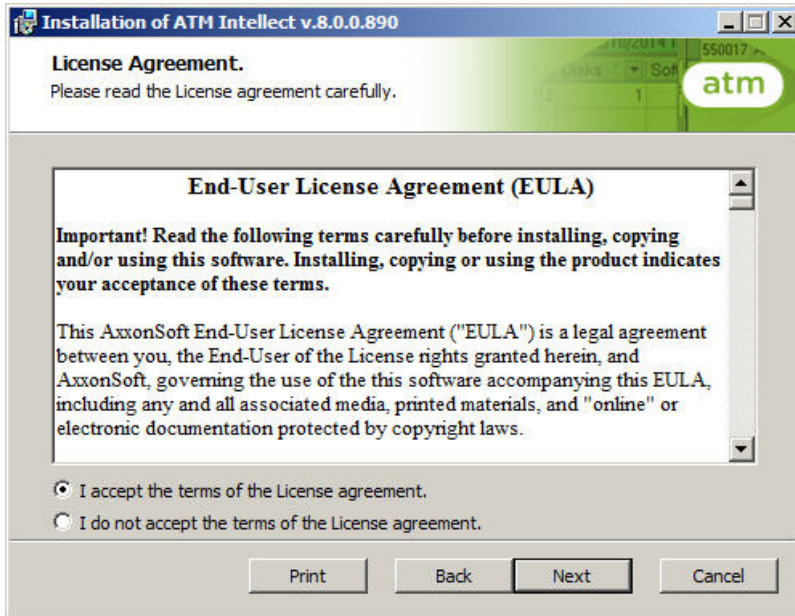 Installation of ATM Intellect v.8.0.0.890
License Agreement.
Please read the License agreement carefully.
10/2014
550017
Sof
1
atm
End-User License Agreement (EULA)
Important! Read the following terms carefully before installing, copying
and/or using this software. Installing, copying or using the product indicates
your acceptance of these terms.
This AxxonSoft End-User License Agreement ("EULA") is a legal agreement
between you, the End-User of the License rights granted herein, and
AxxonSoft, governing the use of the this software accompanying this EULA,
including any and all associated media, printed materials, and "online" or
electronic documentation protected by copyright laws.
I accept the terms of the License agreement.
I do not accept the terms of the License agreement.
Print Back Next Cancel